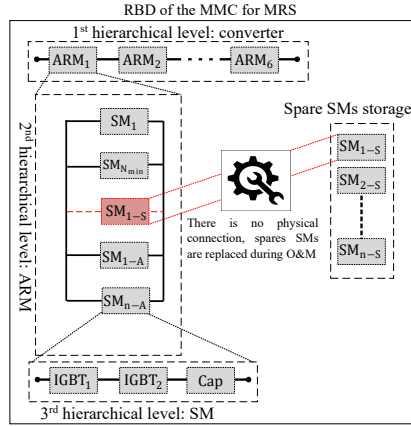 RBD of the MMC for MRS
1st hierarchical level: converter
ARM1 ARM2 ARM6
2nd hierarchical level: ARM
SM1
SMNmin
SM1−S
SM1−A
SMn−A
There is no physical
connection, spares SMs
are replaced during O&M
Spare SMs storage
SM1−S
SM2−S
SMn−S
IGBT1 IGBT2 Cap
3rd hierarchical level: SM